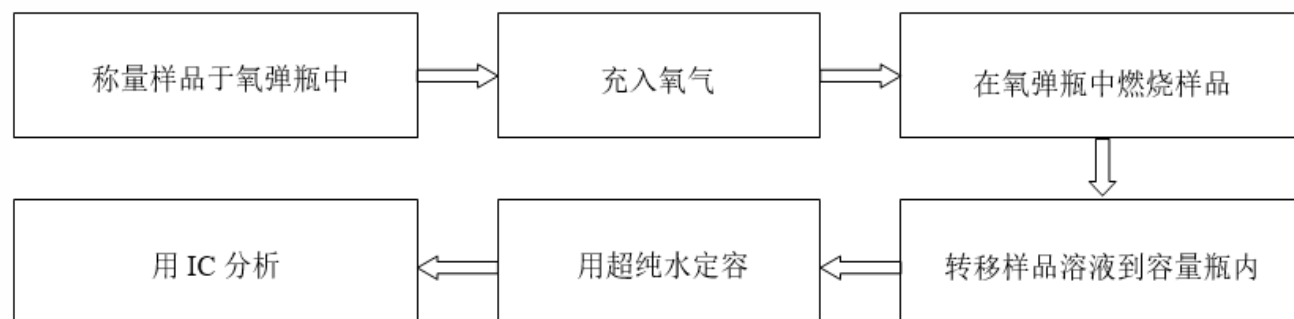 称量样品于氧弹瓶中
充入氧气
在氧弹瓶中燃烧样品
转移样品溶液到容量瓶内
用超纯水定容
用 IC 分析